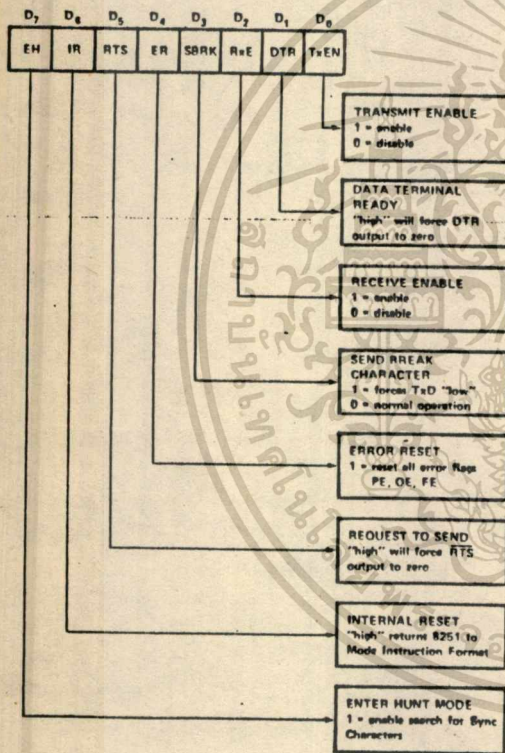 D7 D6 D5 D4 D3 D2 D1 D0
EH IR RTS ER SBRK RxE DTR TxEN
TRANSMIT ENABLE
1 = enable
0 = disable
DATA TERMINAL
READY
"high" will force DTR
output to zero
RECEIVE ENABLE
1 = enable
0 = disable
SEND BREAK
CHARACTER
1 = forces TxD "low"
0 = normal operation
ERROR RESET
1 = reset all error flags
PE, OE, FE
REQUEST TO SEND
"high" will force RTS
output to zero
INTERNAL RESET
"high" returns 8251 to
Mode Instruction Format
ENTER HUNT MODE
1 = enable search for Sync
Characters